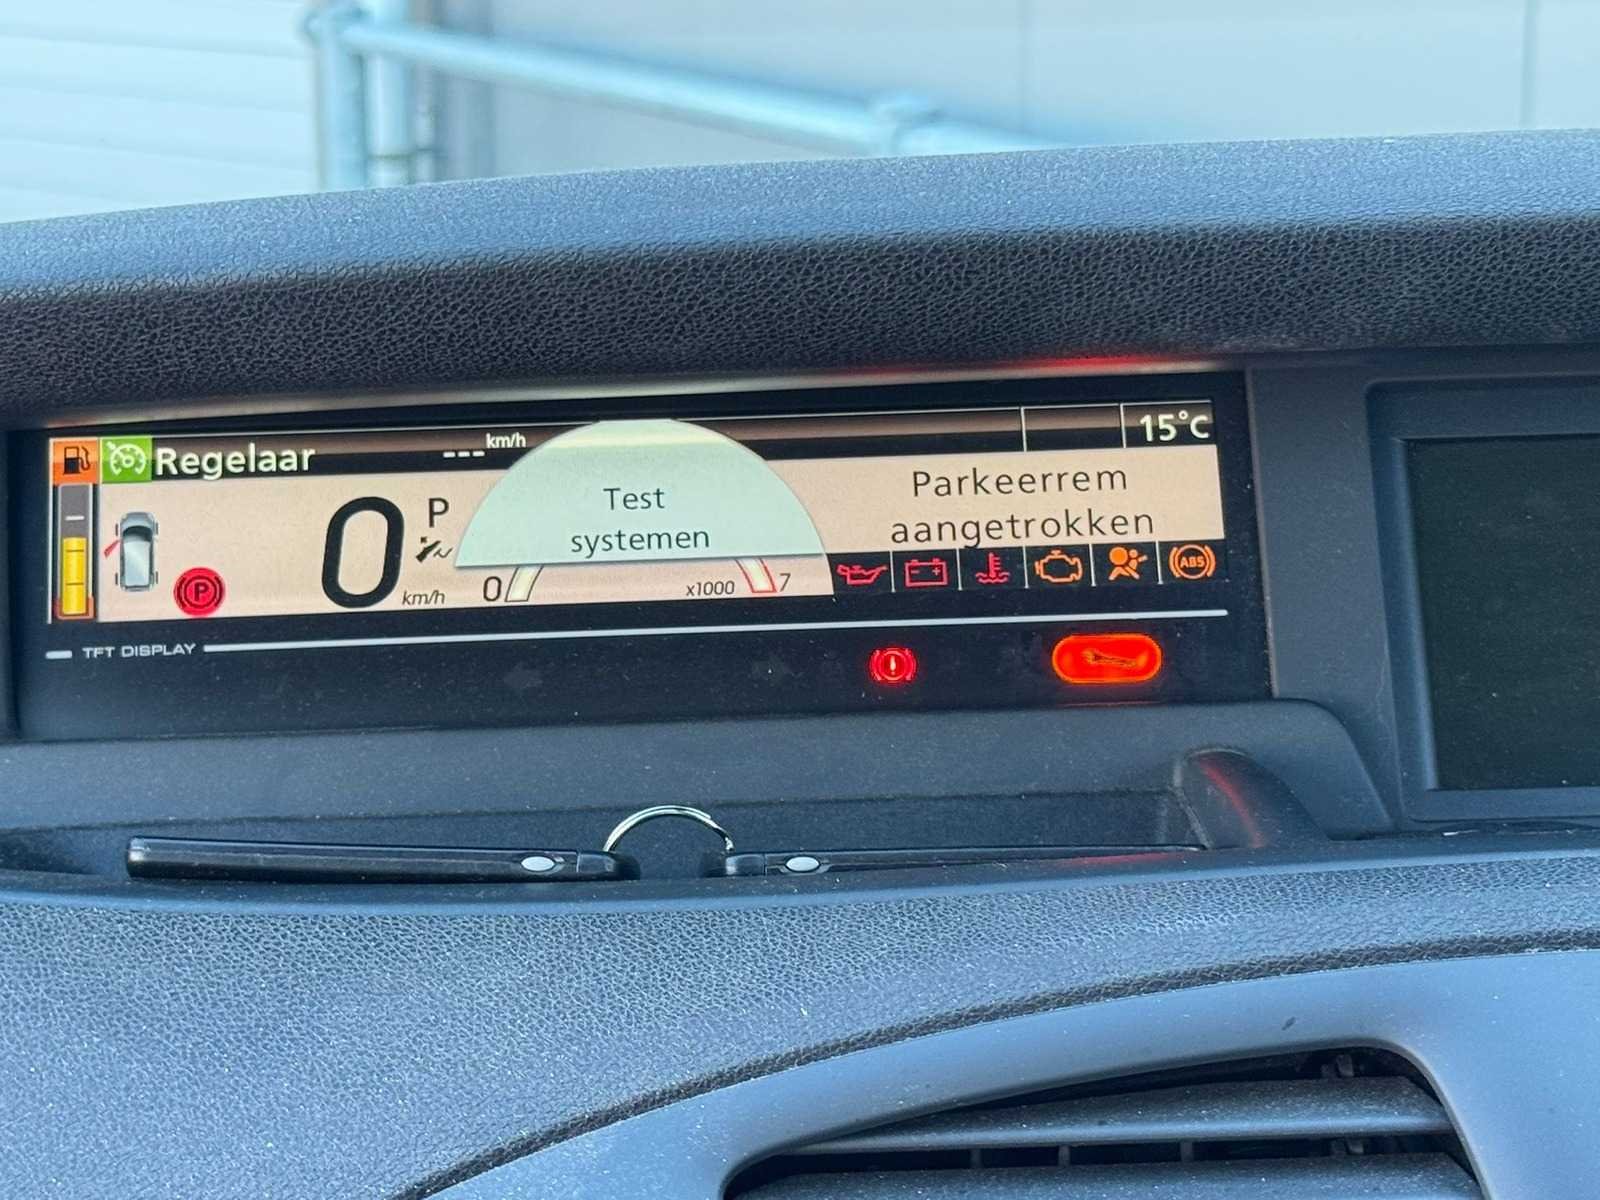 Regelaar
--- km/h
15°C
Test
systemen
Parkeerrem
aangetrokken
0
P
km/h
0
x1000
7
P
ABS
TFT DISPLAY